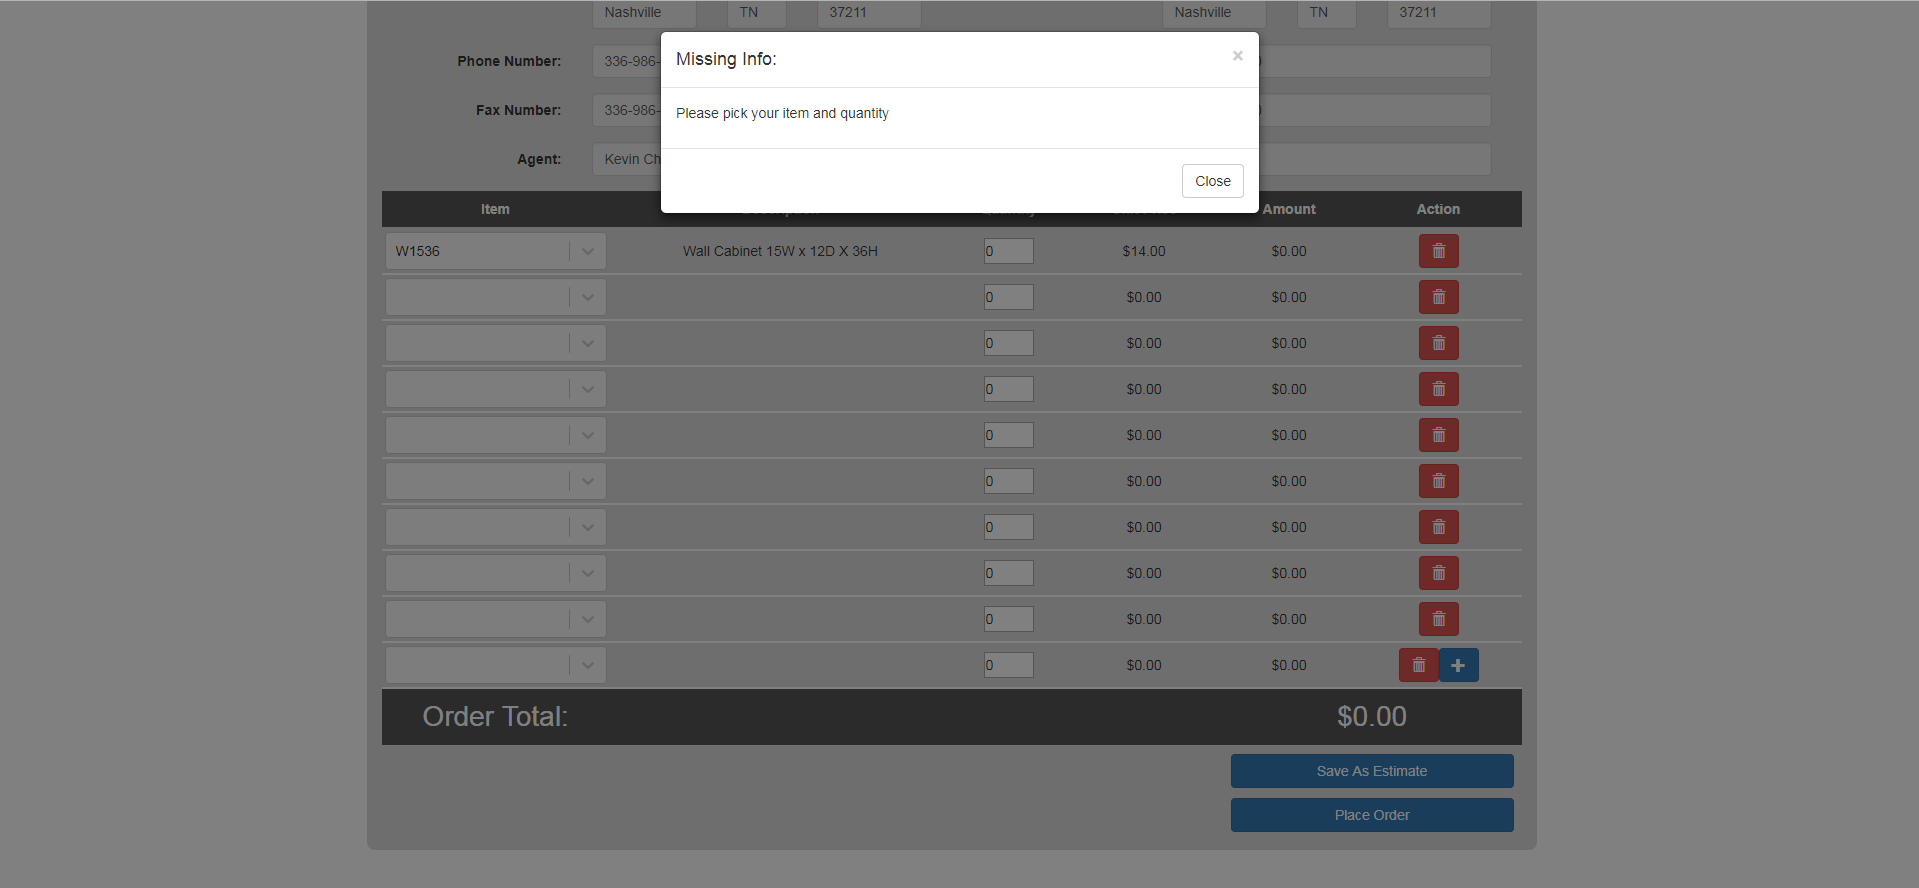 Nashville TN 37211 Nashville TN 37211
Missing Info: ×
Phone Number: 336-986-
Please pick your item and quantity
Fax Number: 336-986-
Agent: Kevin Ch
Close
Item Amount Action
W1536 Wall Cabinet 15W x 12D X 36H 0 $14.00 $0.00
0 $0.00 $0.00
0 $0.00 $0.00
0 $0.00 $0.00
0 $0.00 $0.00
0 $0.00 $0.00
0 $0.00 $0.00
0 $0.00 $0.00
0 $0.00 $0.00
0 $0.00 $0.00
Order Total: $0.00
Save As Estimate
Place Order